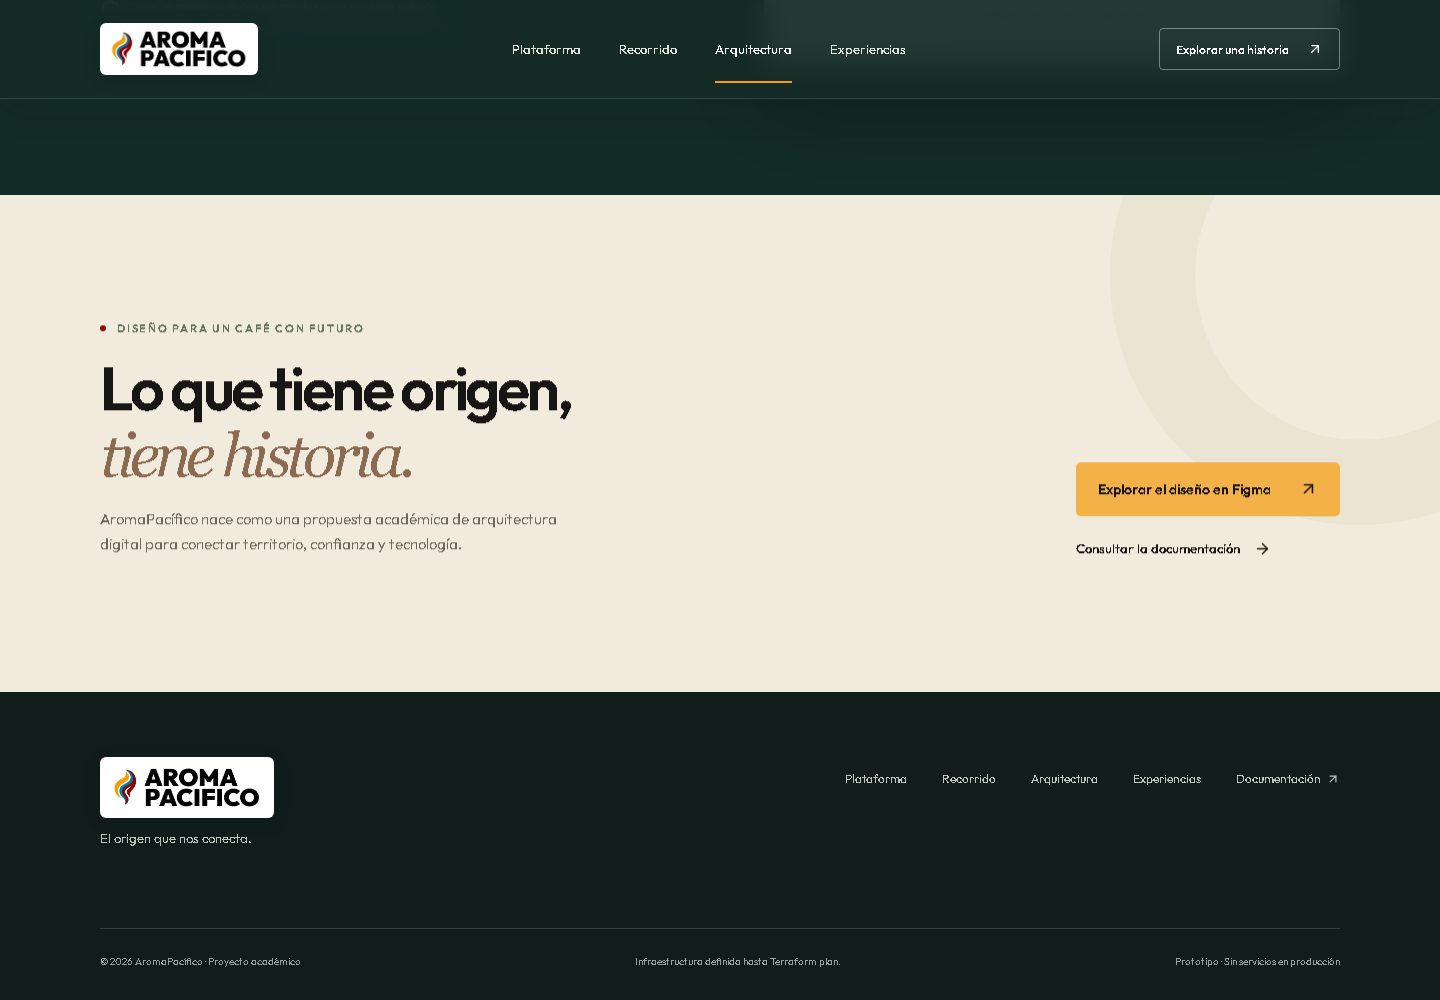 AROMA
PACIFICO
Plataforma
Recorrido
Arquitectura
Experiencias
Explorar una historia
DISEÑO PARA UN CAFÉ CON FUTURO
Lo que tiene origen,
tiene historia.
AromaPacífico nace como una propuesta académica de arquitectura
digital para conectar territorio, confianza y tecnología.
Explorar el diseño en Figma
Consultar la documentación
AROMA
PACIFICO
El origen que nos conecta.
Plataforma
Recorrido
Arquitectura
Experiencias
Documentación
© 2026 AromaPacífico · Proyecto académico
Infraestructura definida hasta Terraform plan.
Prototipo · Sin servicios en producción